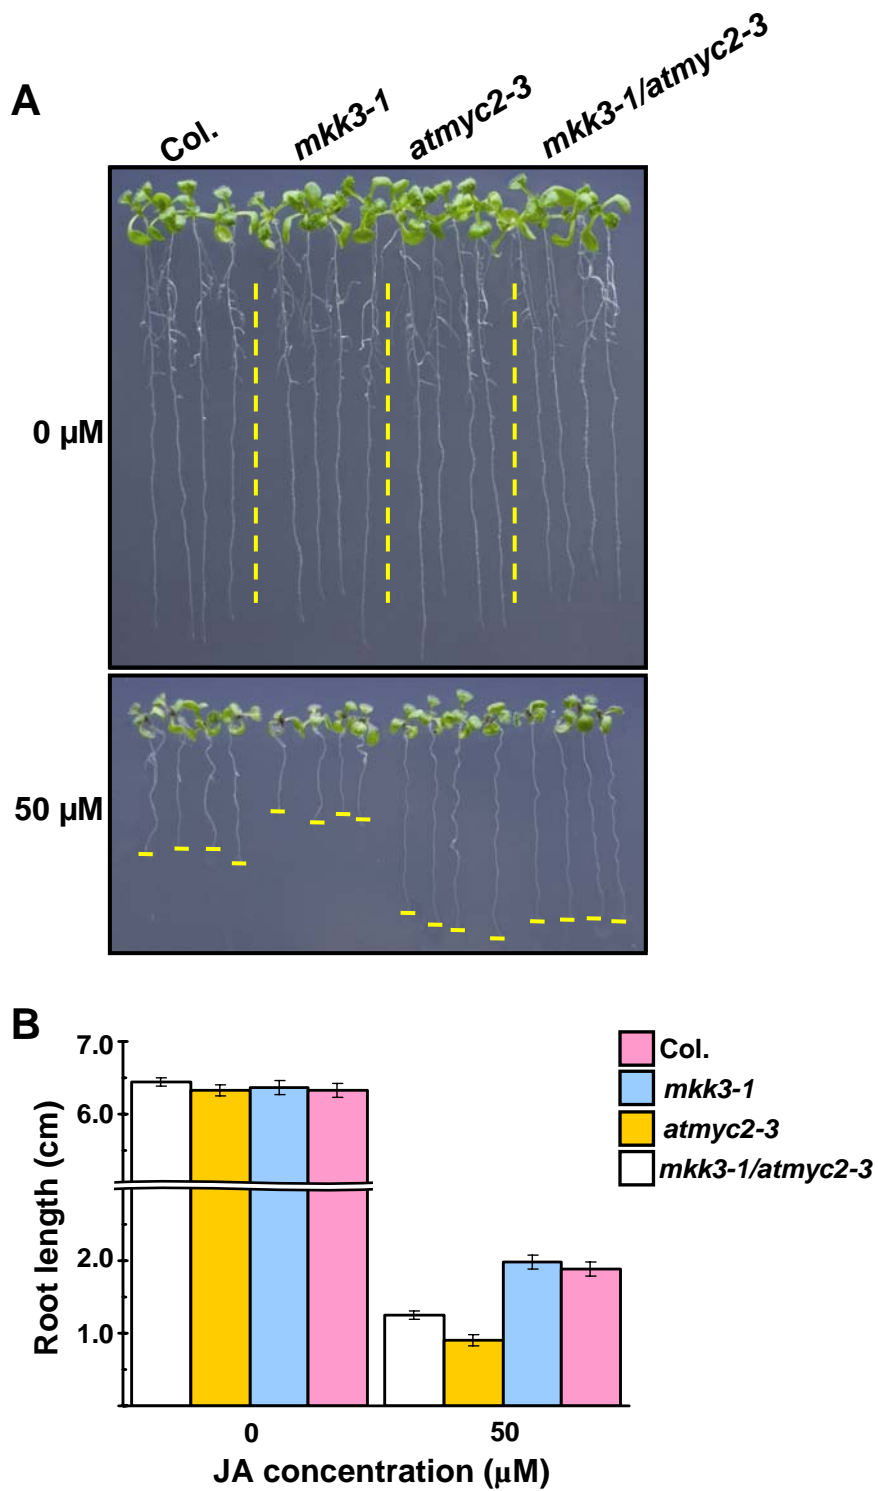 A
Col.
mkk3-1
atmyc2-3
mkk3-1/atmyc2-3
0 µM
50 µM
B
7.0
6.0
2.0
1.0
Root length (cm)
0
50
JA concentration (µM)
Col.
mkk3-1
atmyc2-3
mkk3-1/atmyc2-3